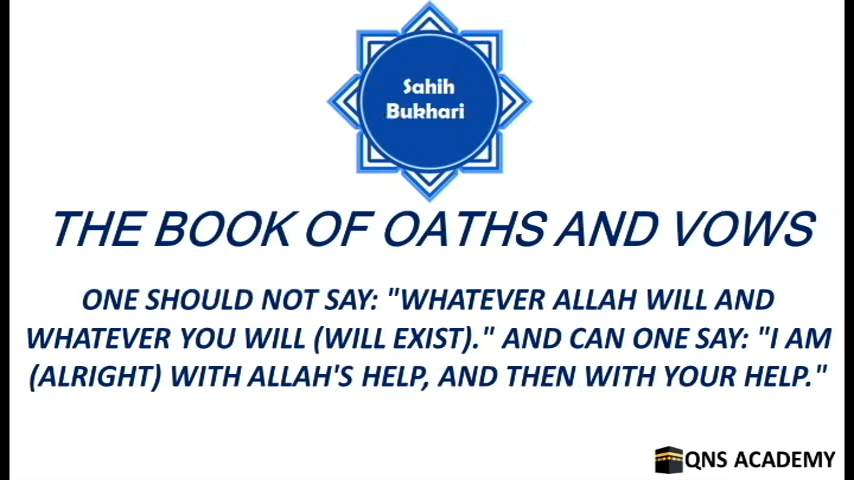 Sahih
Bukhari
THE BOOK OF OATHS AND VOWS
ONE SHOULD NOT SAY: "WHATEVER ALLAH WILL AND
WHATEVER YOU WILL (WILL EXIST)." AND CAN ONE SAY: "I AM
(ALRIGHT) WITH ALLAH'S HELP, AND THEN WITH YOUR HELP."
QNS ACADEMY